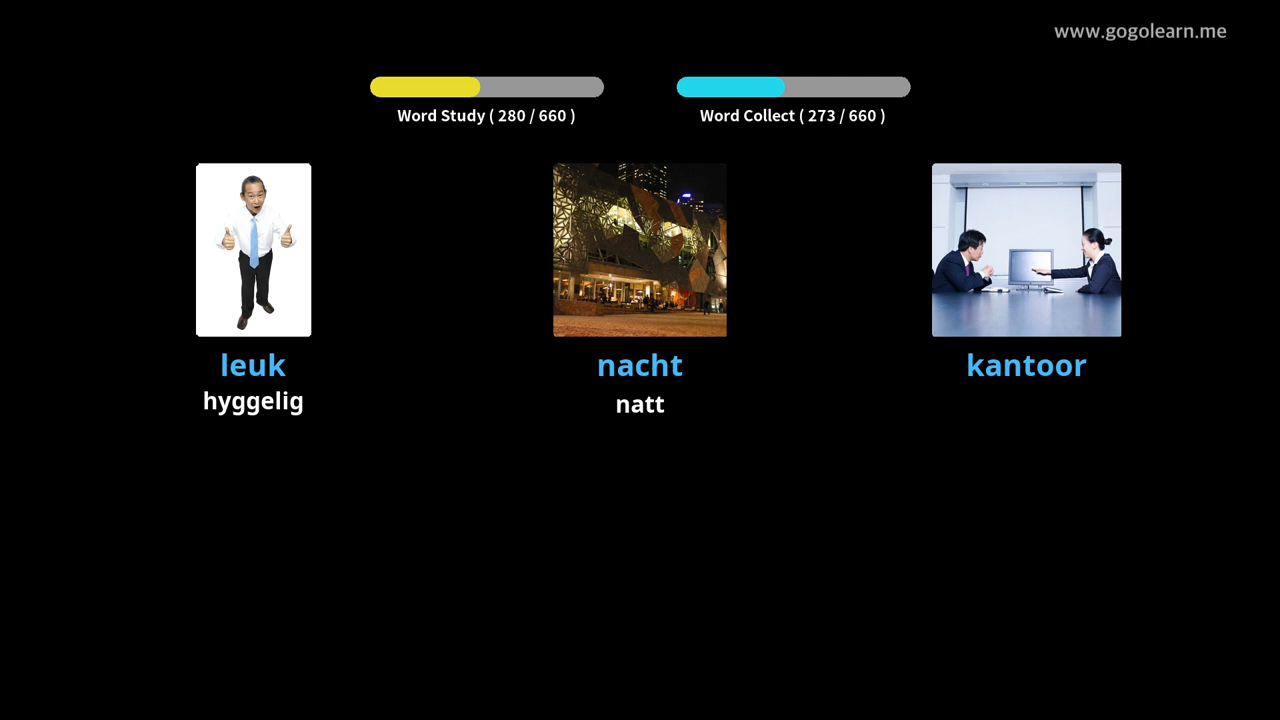 www.gogolearn.me
Word Study ( 280 / 660 )
Word Collect ( 273 / 660 )
leuk
nacht
kantoor
hyggelig
natt